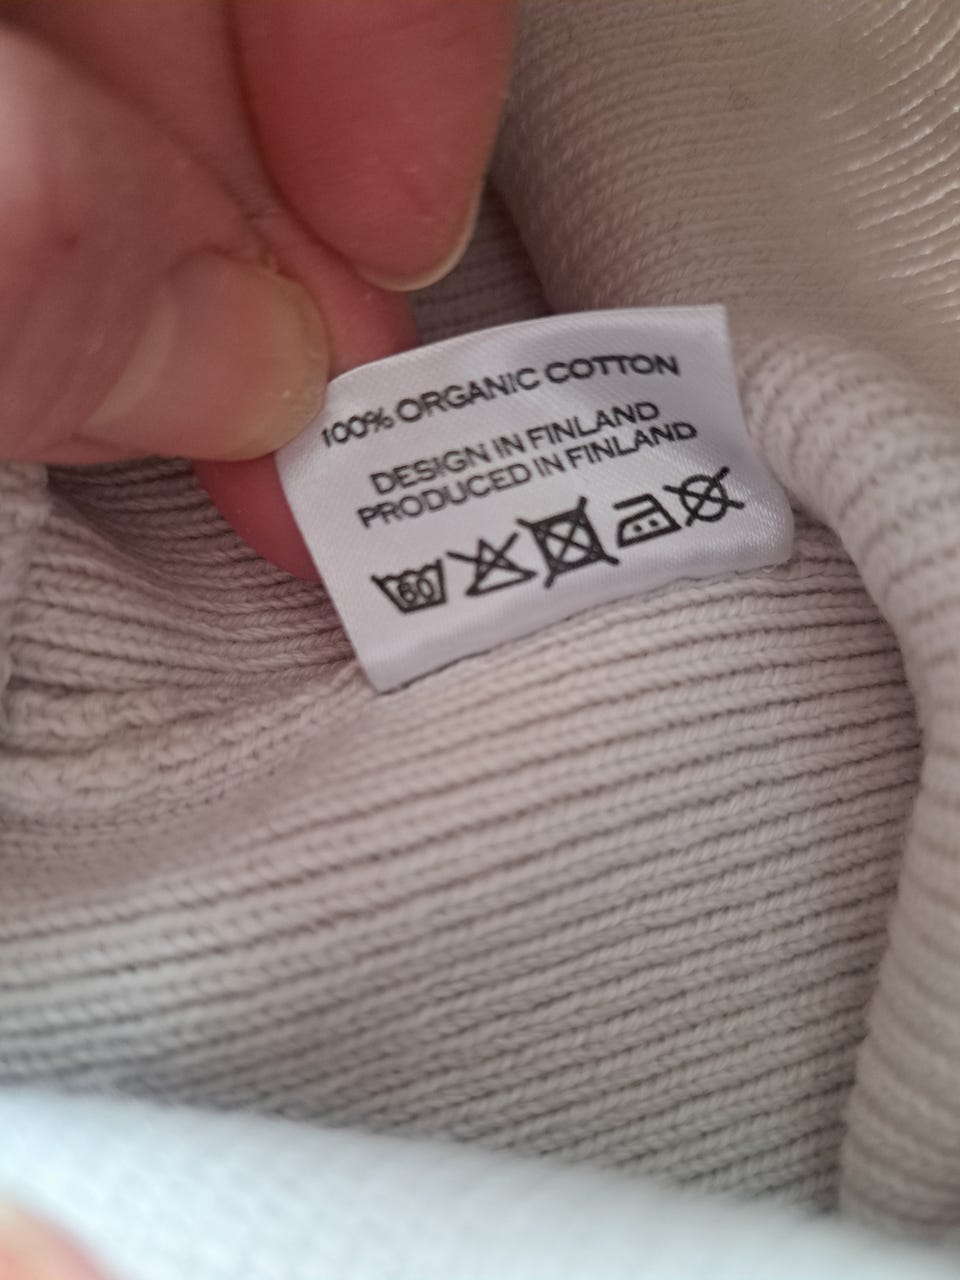 100% ORGANIC COTTON
DESIGN IN FINLAND
PRODUCED IN FINLAND
60